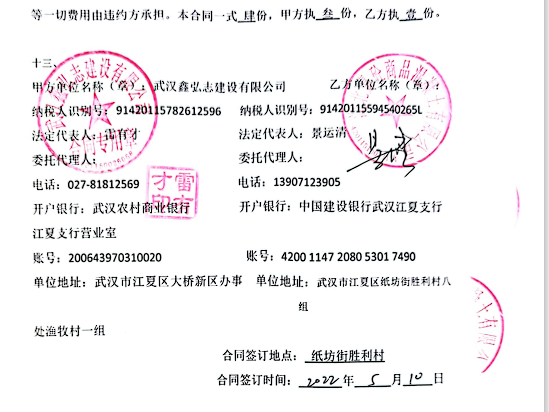 等一切费用由违约方承担。本合同一式 肆份，甲方执 叁 份，乙方执 壹 份。
十三、
甲方单位名称（章）：武汉鑫弘志建设有限公司 乙方单位名称（章）：
纳税人识别号：91420115782612596 纳税人识别号：91420115594540265L
法定代表人：雷有才 法定代表人：景运清
委托代理人： 委托代理人：
电话：027-81812569 电话：13907123905
雷有才印
开户银行：武汉农村商业银行 开户银行：中国建设银行武汉江夏支行
江夏支行营业室
账号：200643970310020 账号：4200 1147 2080 5301 7490
单位地址：武汉市江夏区大桥新区办事 单位地址：武汉市江夏区纸坊街胜利村八
组
处渔牧村一组
合同签订地点：纸坊街胜利村
合同签订时间：2022 年 5 月 10 日